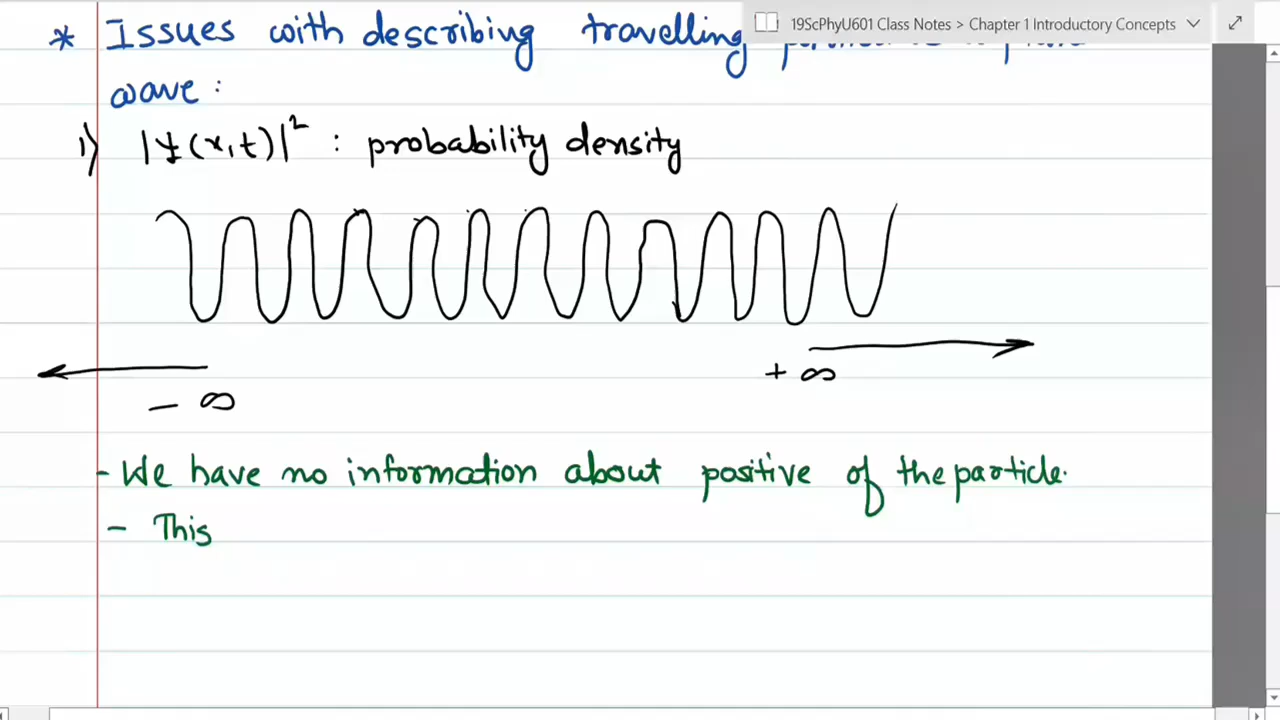 19ScPhyU601 Class Notes > Chapter 1 Introductory Concepts
* Issues with describing travelling
wave :
1) |Ψ(x,t)|² : probability density
+ ∞
- ∞
- We have no information about positive of the particle.
- This